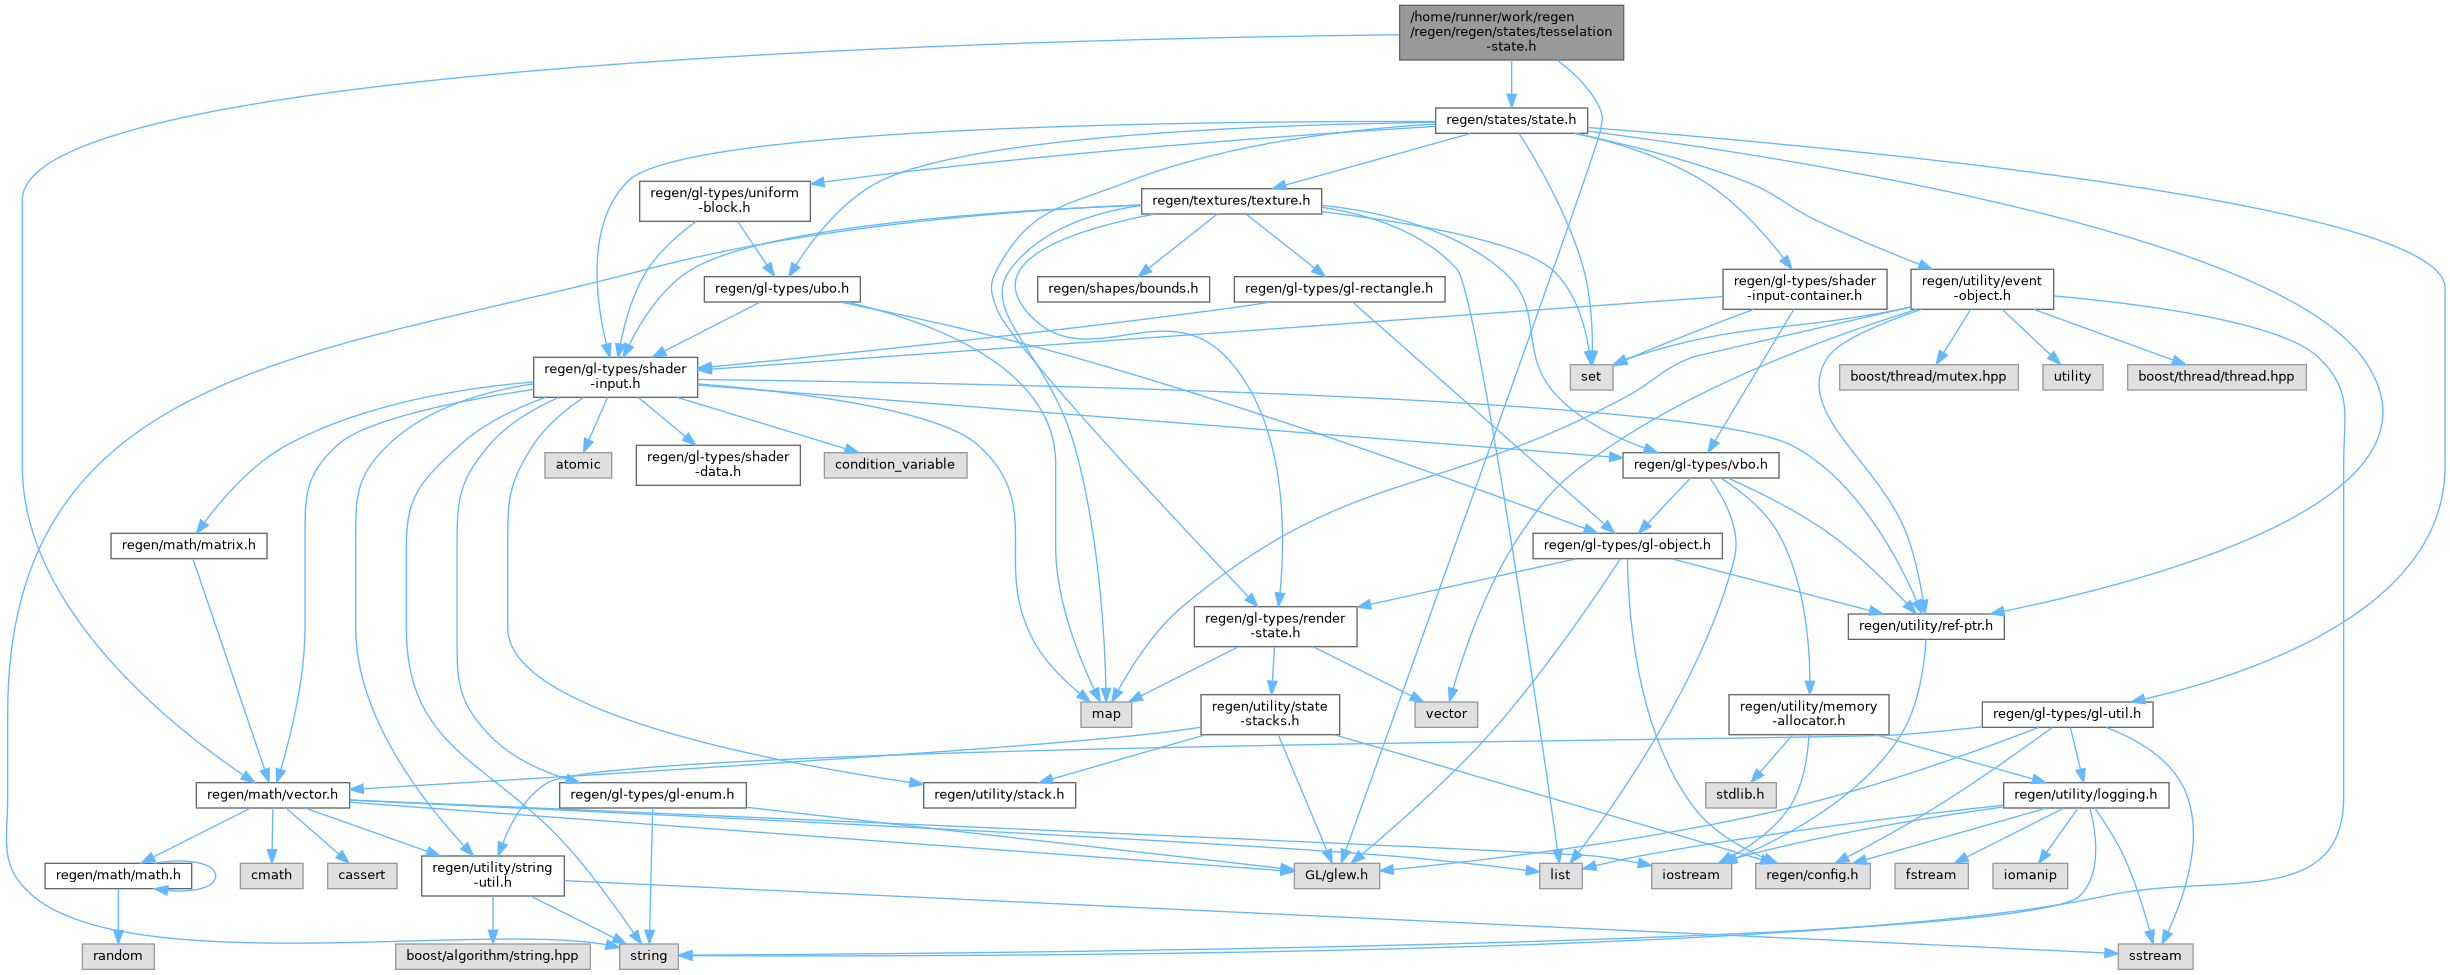 /home/runner/work/regen
/regen/regen/states/tesselation
-state.h
regen/states/state.h
regen/gl-types/uniform
-block.h
regen/textures/texture.h
regen/gl-types/ubo.h
regen/shapes/bounds.h
regen/gl-types/gl-rectangle.h
regen/gl-types/shader
-input-container.h
regen/utility/event
-object.h
regen/gl-types/shader
-input.h
set
boost/thread/mutex.hpp
utility
boost/thread/thread.hpp
atomic
regen/gl-types/shader
-data.h
condition_variable
regen/gl-types/vbo.h
regen/math/matrix.h
regen/gl-types/gl-object.h
regen/gl-types/render
-state.h
regen/utility/ref-ptr.h
map
regen/utility/state
-stacks.h
vector
regen/utility/memory
-allocator.h
regen/gl-types/gl-util.h
regen/math/vector.h
regen/gl-types/gl-enum.h
regen/utility/stack.h
stdlib.h
regen/utility/logging.h
regen/math/math.h
cmath
cassert
regen/utility/string
-util.h
GL/glew.h
list
iostream
regen/config.h
fstream
iomanip
random
boost/algorithm/string.hpp
string
sstream